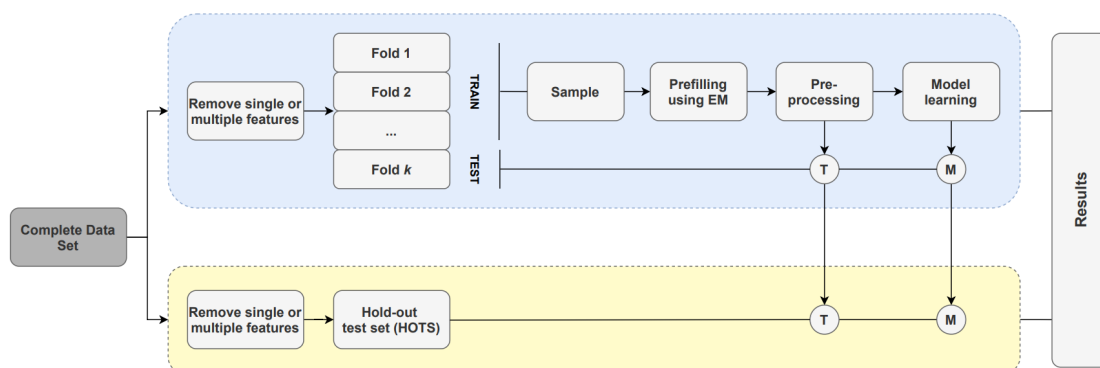 Complete Data
Set
Remove single or
multiple features
Fold 1
Fold 2
...
Fold k
TRAIN
TEST
Sample
Prefilling
using EM
Pre-
processing
Model
learning
T
M
Remove single or
multiple features
Hold-out
test set (HOTS)
T
M
Results